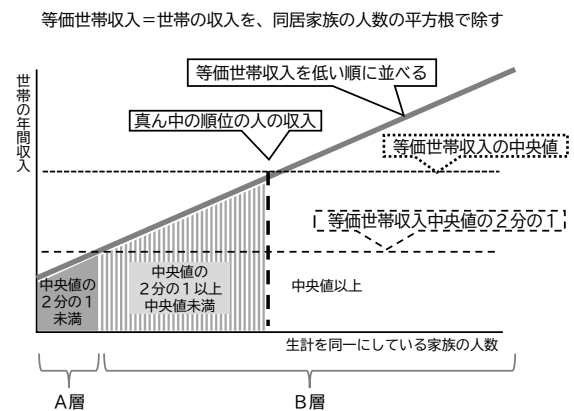 等価世帯収入＝世帯の収入を、同居家族の人数の平方根で除す
世帯の年間収入
等価世帯収入を低い順に並べる
真ん中の順位の人の収入
等価世帯収入の中央値
等価世帯収入中央値の２分の１
中央値の
２分の１
未満
中央値の
２分の１以上
中央値未満
中央値以上
生計を同一にしている家族の人数
A層
B層